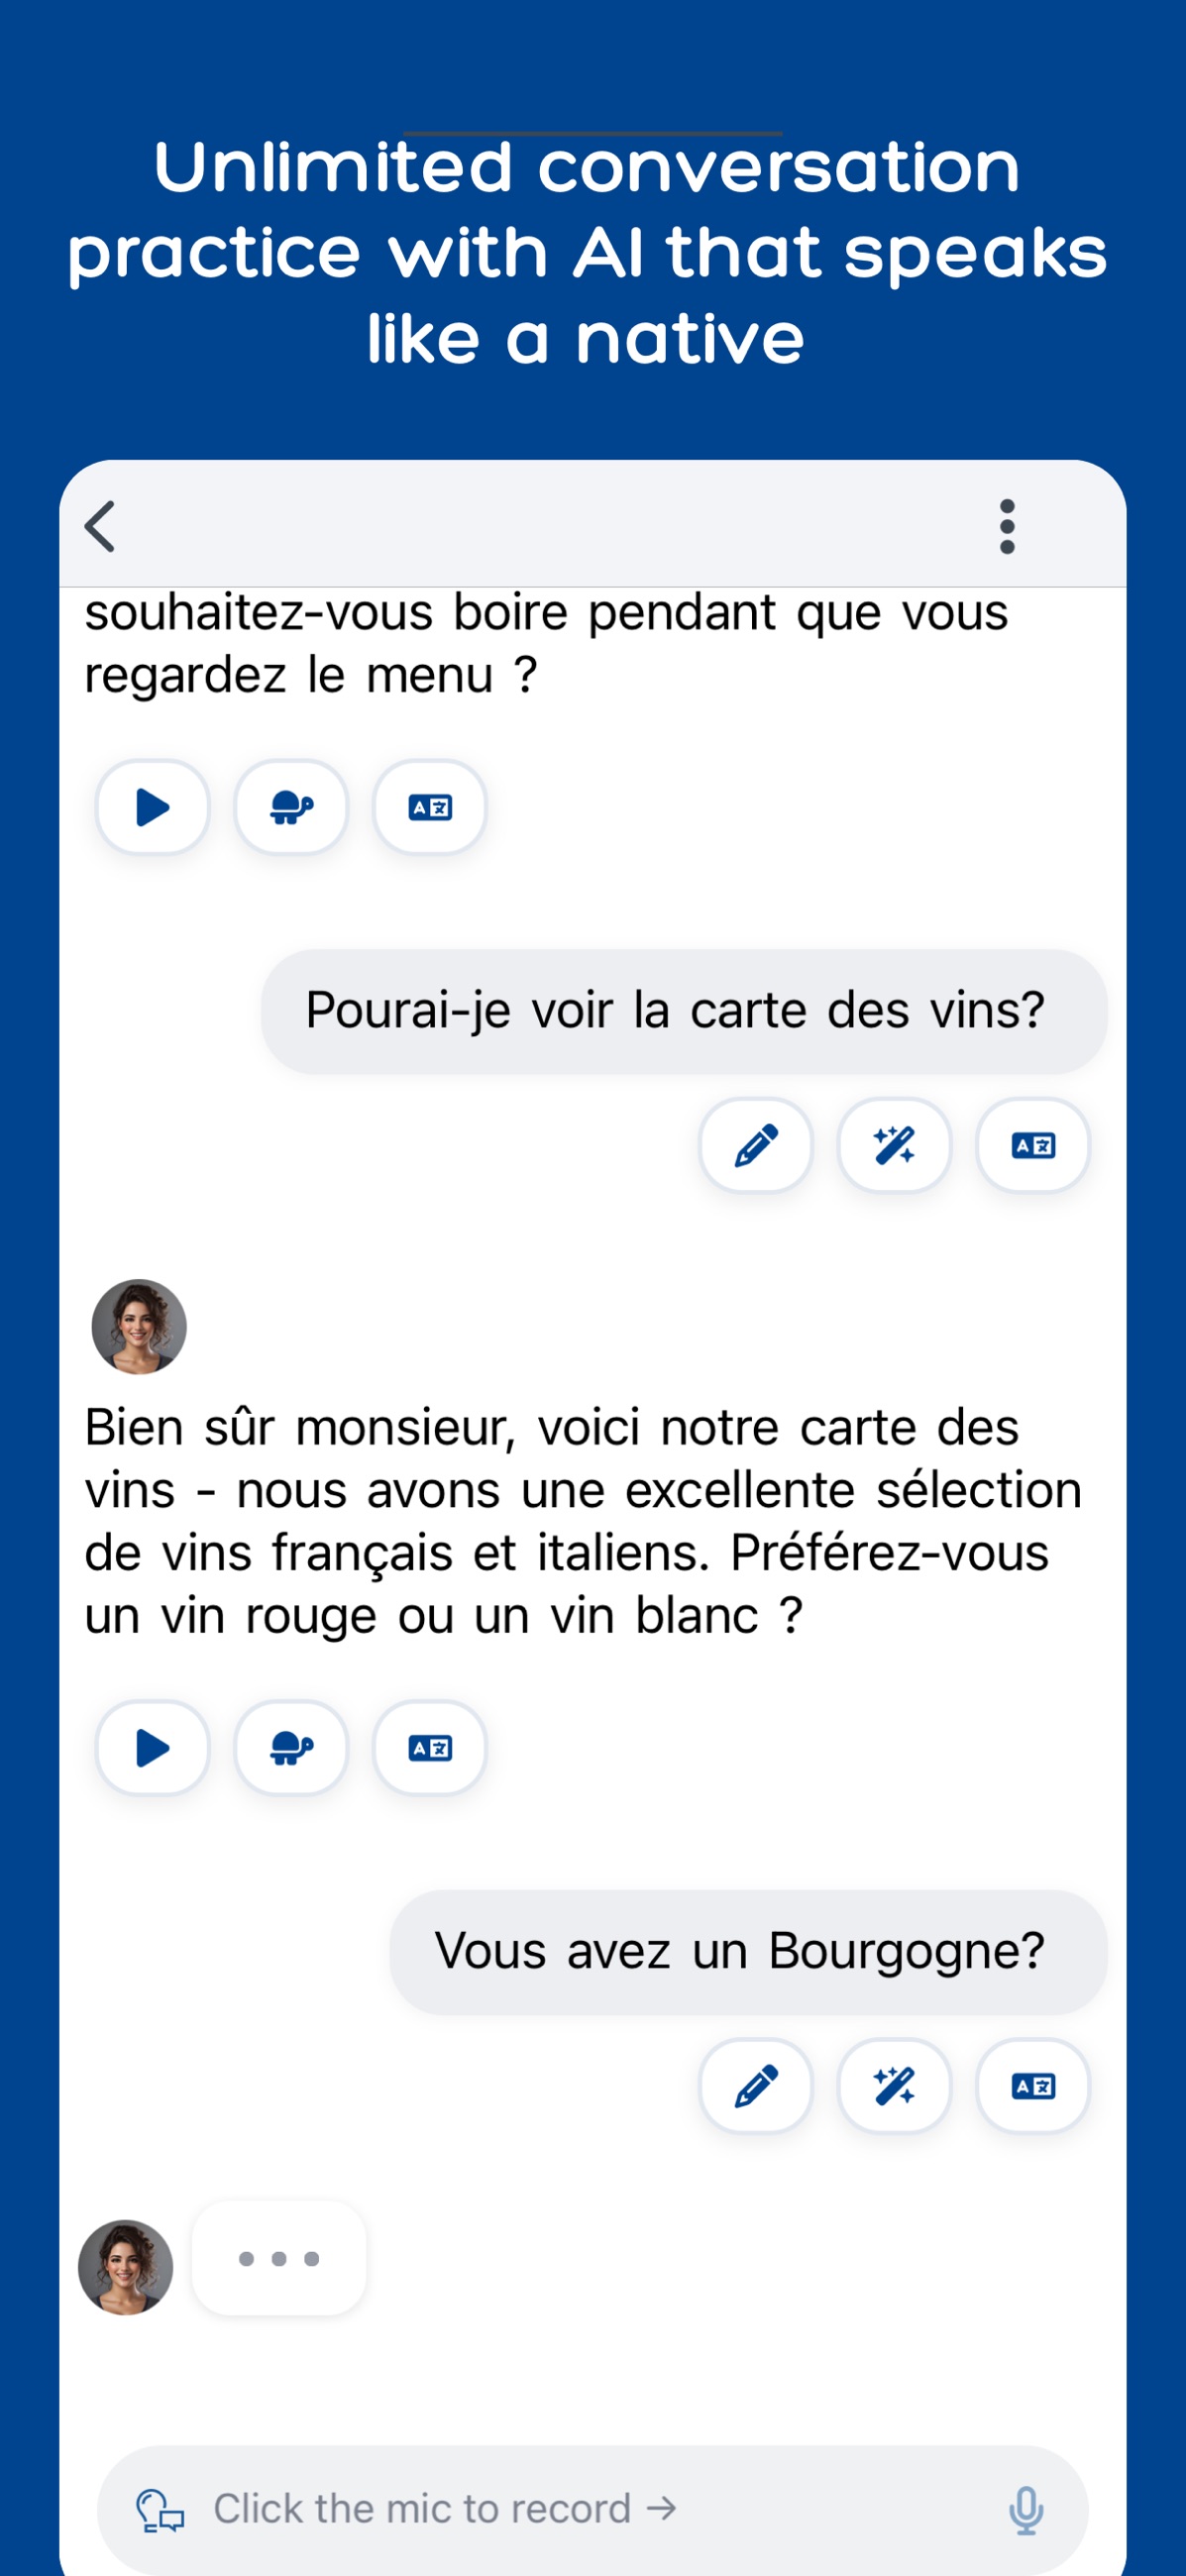 Unlimited conversation
practice with AI that speaks
like a native
souhaitez-vous boire pendant que vous
regardez le menu ?
Pourai-je voir la carte des vins?
Bien sûr monsieur, voici notre carte des
vins - nous avons une excellente sélection
de vins français et italiens. Préférez-vous
un vin rouge ou un vin blanc ?
Vous avez un Bourgogne?
Click the mic to record →